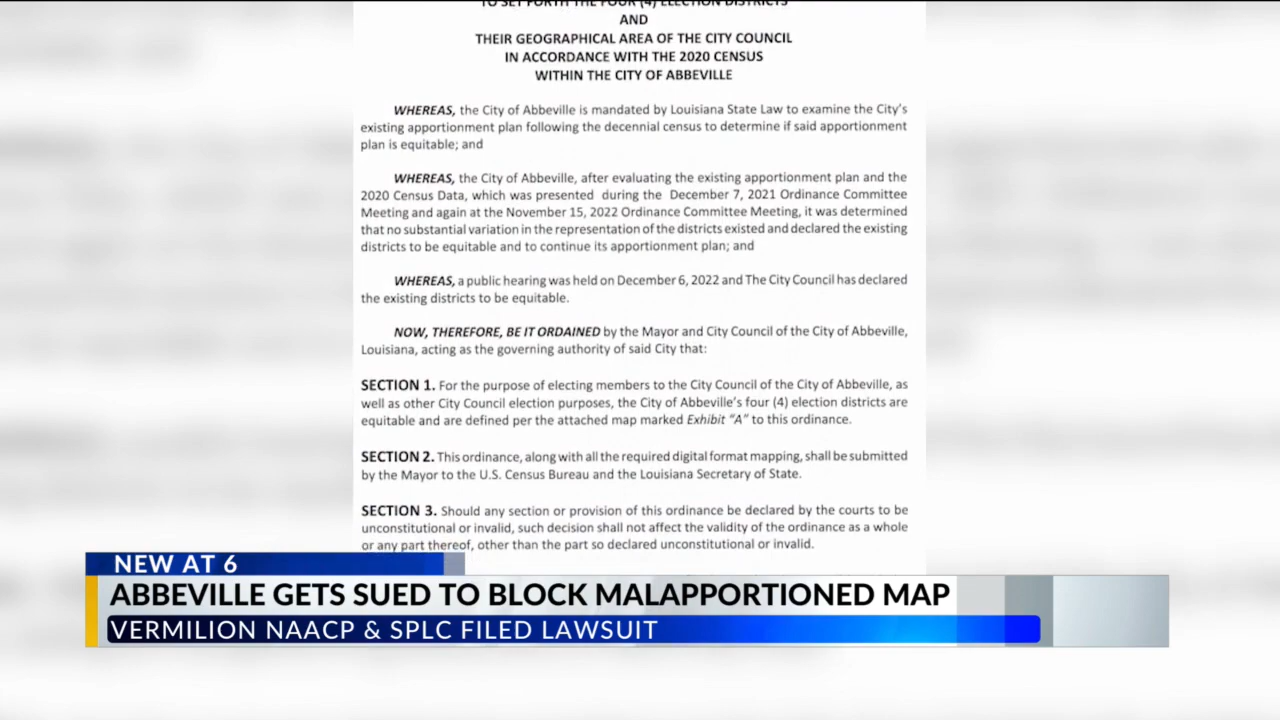 TO SET FORTH THE FOUR (4) ELECTION DISTRICTS
AND
THEIR GEOGRAPHICAL AREA OF THE CITY COUNCIL
IN ACCORDANCE WITH THE 2020 CENSUS
WITHIN THE CITY OF ABBEVILLE
WHEREAS, the City of Abbeville is mandated by Louisiana State Law to examine the City's
existing apportionment plan following the decennial census to determine if said apportionment
plan is equitable; and
WHEREAS, the City of Abbeville, after evaluating the existing apportionment plan and the
2020 Census Data, which was presented during the December 7, 2021 Ordinance Committee
Meeting and again at the November 15, 2022 Ordinance Committee Meeting, it was determined
that no substantial variation in the representation of the districts existed and declared the existing
districts to be equitable and to continue its apportionment plan; and
WHEREAS, a public hearing was held on December 6, 2022 and The City Council has declared
the existing districts to be equitable.
NOW, THEREFORE, BE IT ORDAINED by the Mayor and City Council of the City of Abbeville,
Louisiana, acting as the governing authority of said City that:
SECTION 1. For the purpose of electing members to the City Council of the City of Abbeville, as
well as other City Council election purposes, the City of Abbeville's four (4) election districts are
equitable and are defined per the attached map marked Exhibit "A" to this ordinance.
SECTION 2. This ordinance, along with all the required digital format mapping, shall be submitted
by the Mayor to the U.S. Census Bureau and the Louisiana Secretary of State.
SECTION 3. Should any section or provision of this ordinance be declared by the courts to be
unconstitutional or invalid, such decision shall not affect the validity of the ordinance as a whole
or any part thereof, other than the part so declared unconstitutional or invalid.
NEW AT 6
ABBEVILLE GETS SUED TO BLOCK MALAPPORTIONED MAP
VERMILION NAACP & SPLC FILED LAWSUIT